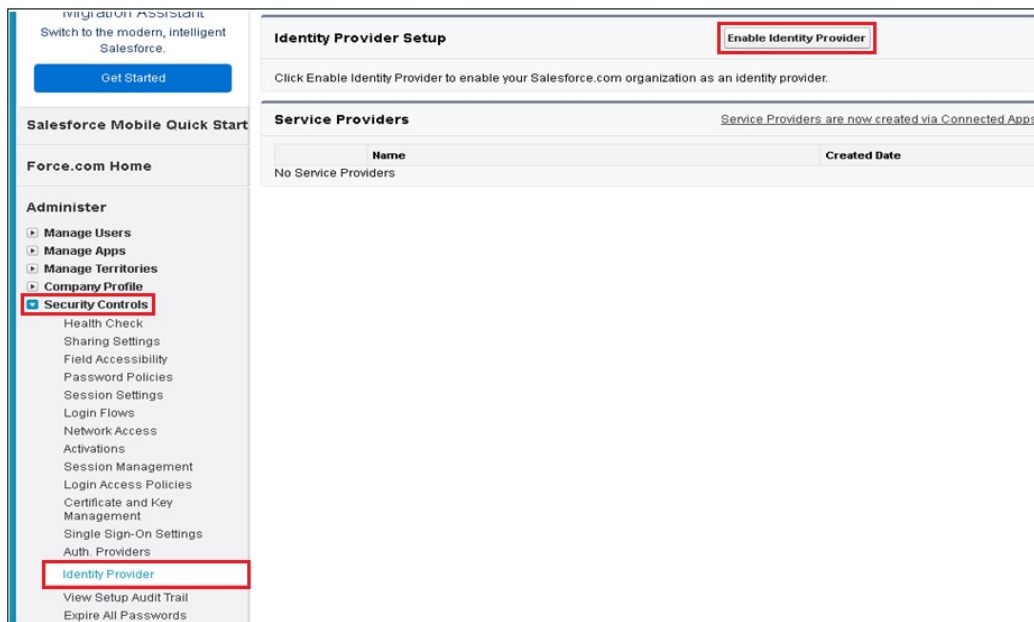 Migration Assistant
Switch to the modern, intelligent
Salesforce.
Get Started
Salesforce Mobile Quick Start
Force.com Home
Administer
Manage Users
Manage Apps
Manage Territories
Company Profile
Security Controls
Health Check
Sharing Settings
Field Accessibility
Password Policies
Session Settings
Login Flows
Network Access
Activations
Session Management
Login Access Policies
Certificate and Key
Management
Single Sign-On Settings
Auth. Providers
Identity Provider
View Setup Audit Trail
Expire All Passwords
Identity Provider Setup
Enable Identity Provider
Click Enable Identity Provider to enable your Salesforce.com organization as an identity provider.
Service Providers
Service Providers are now created via Connected Apps
Name Created Date
No Service Providers